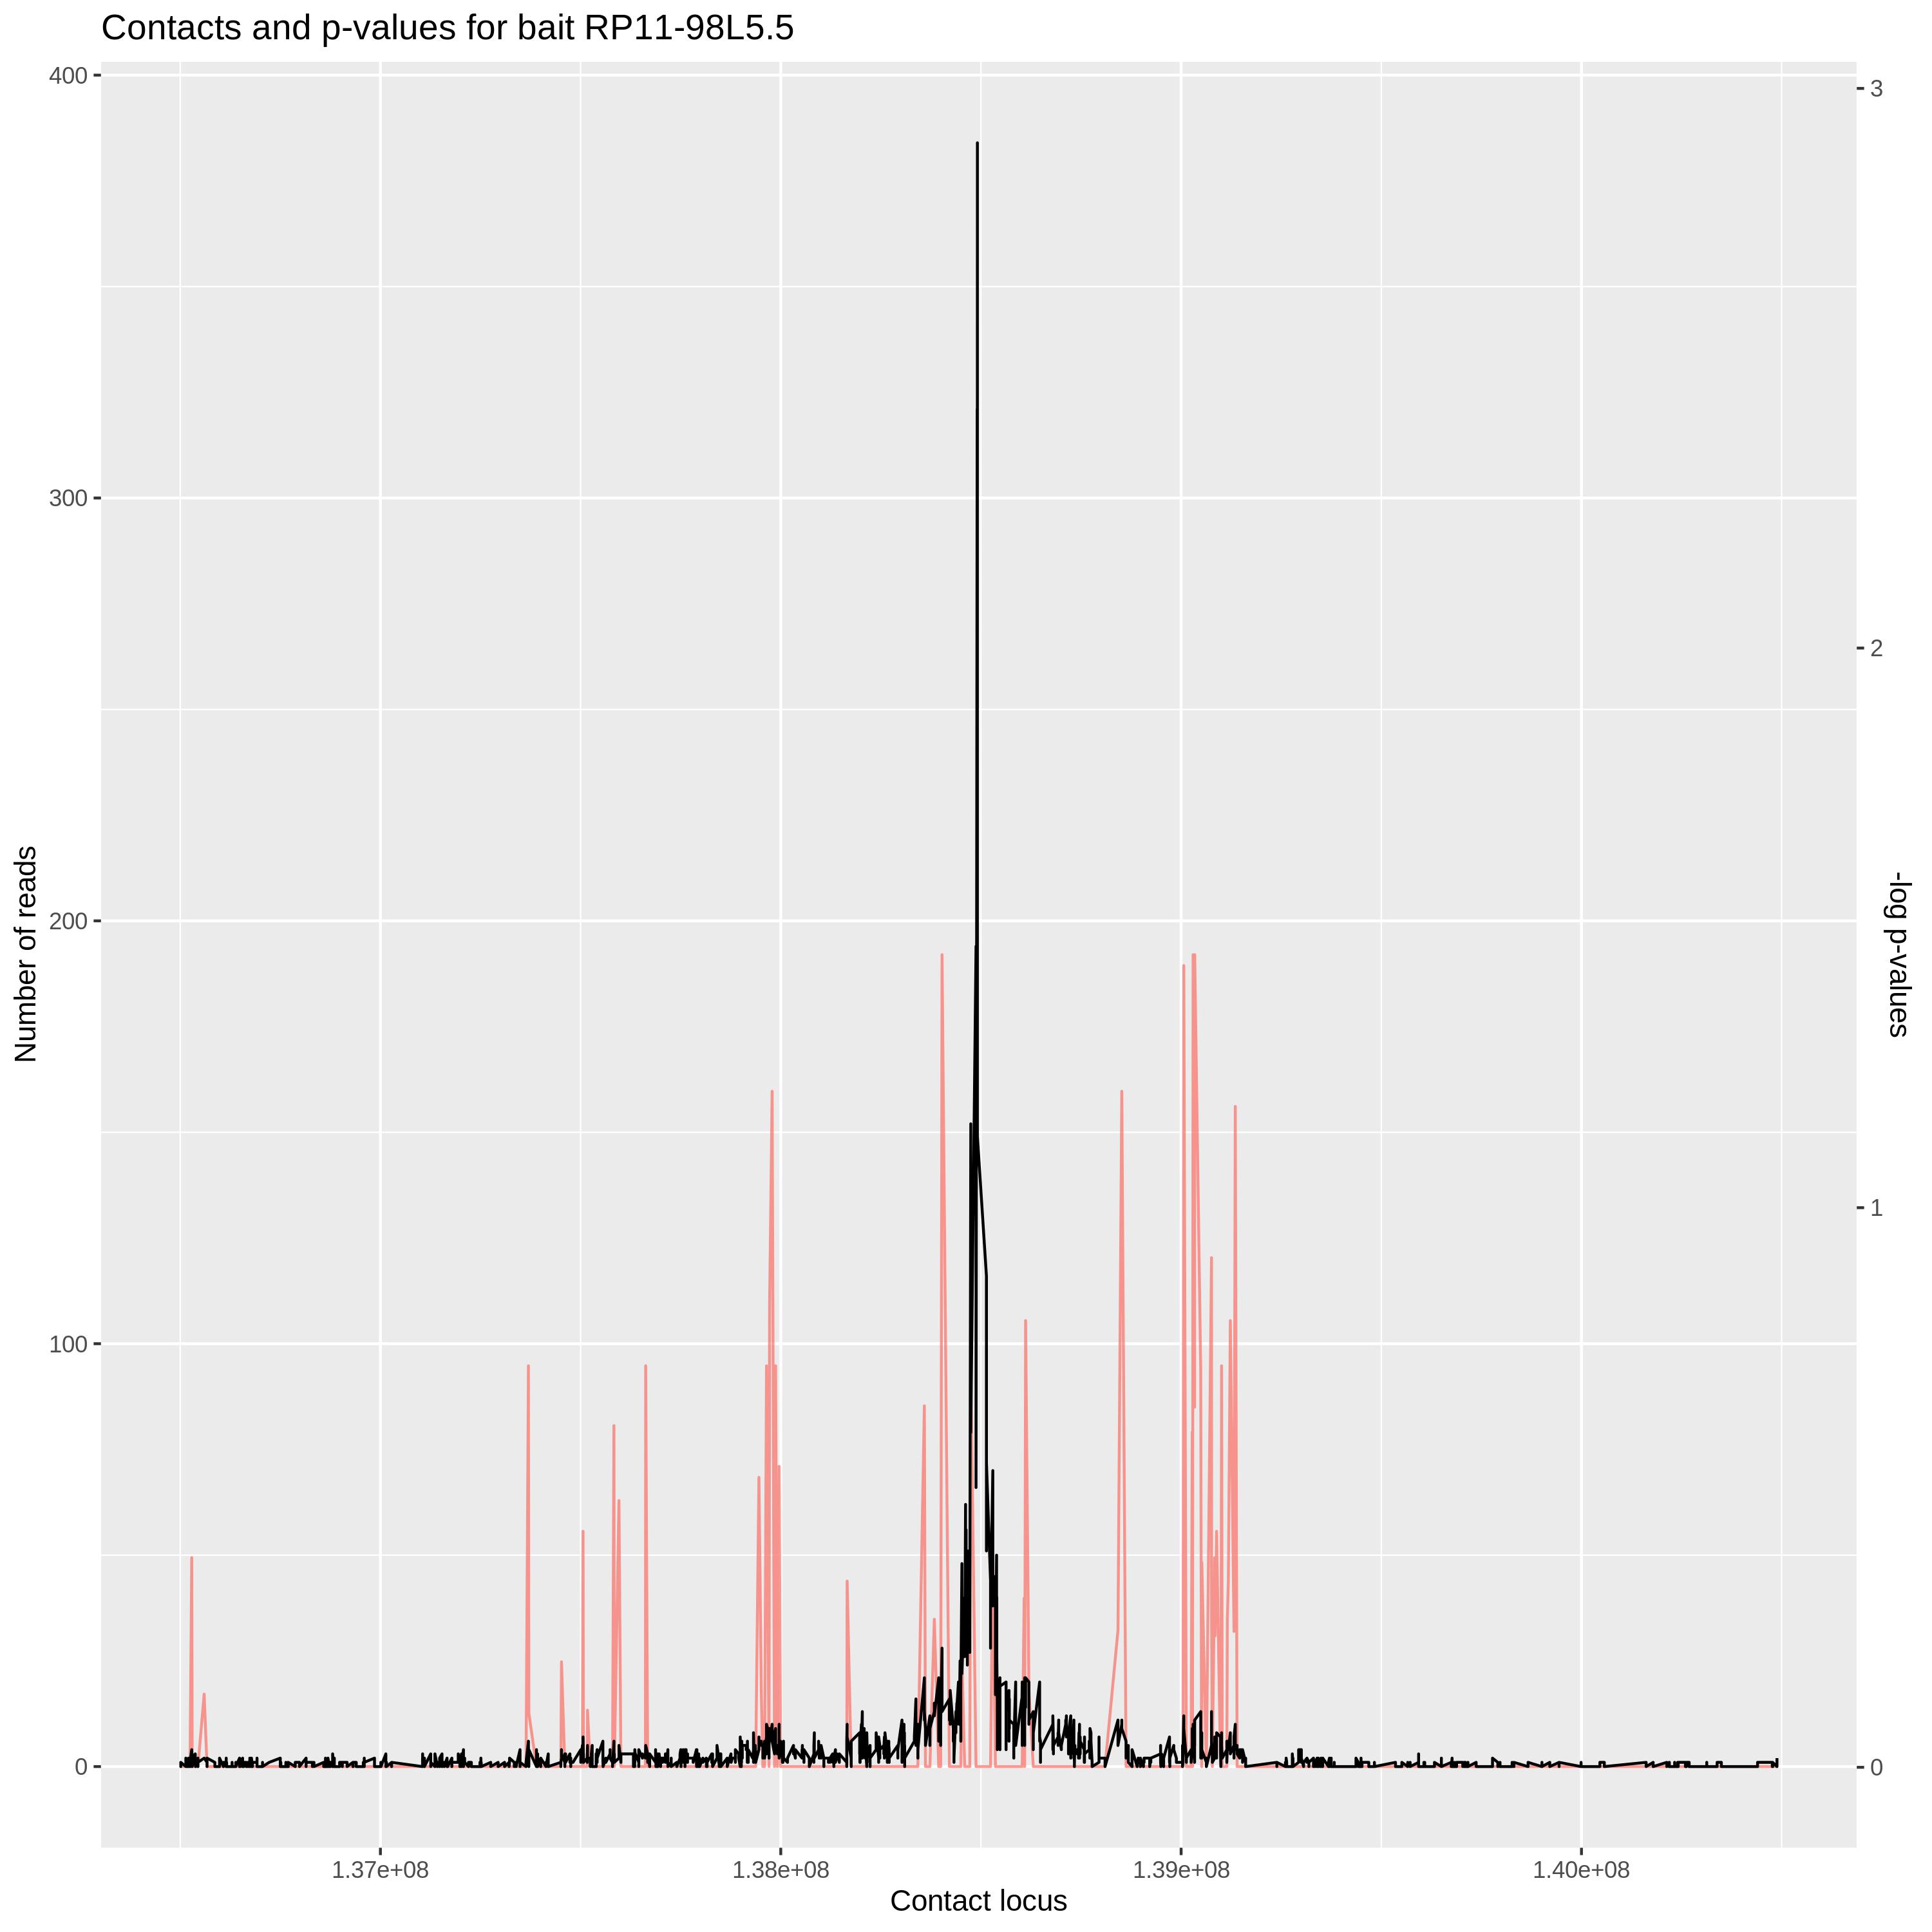 Contacts and p-values for bait RP11-98L5.5
400
300
200
100
0
Number of reads
3
2
1
0
-log p-values
1.37e+08
1.38e+08
1.39e+08
1.40e+08
Contact locus